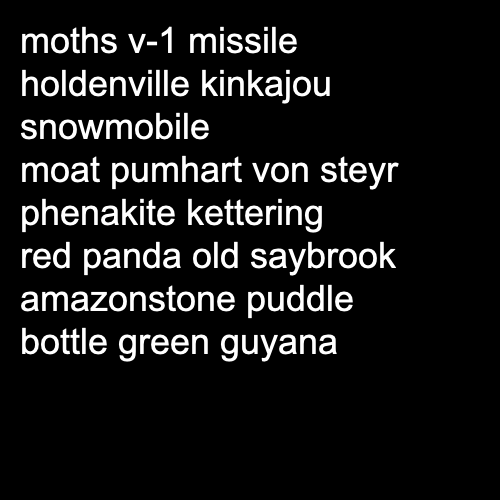 moths v-1 missile
holdenville kinkajou
snowmobile
moat pumhart von steyr
phenakite kettering
red panda old saybrook
amazonstone puddle
bottle green guyana